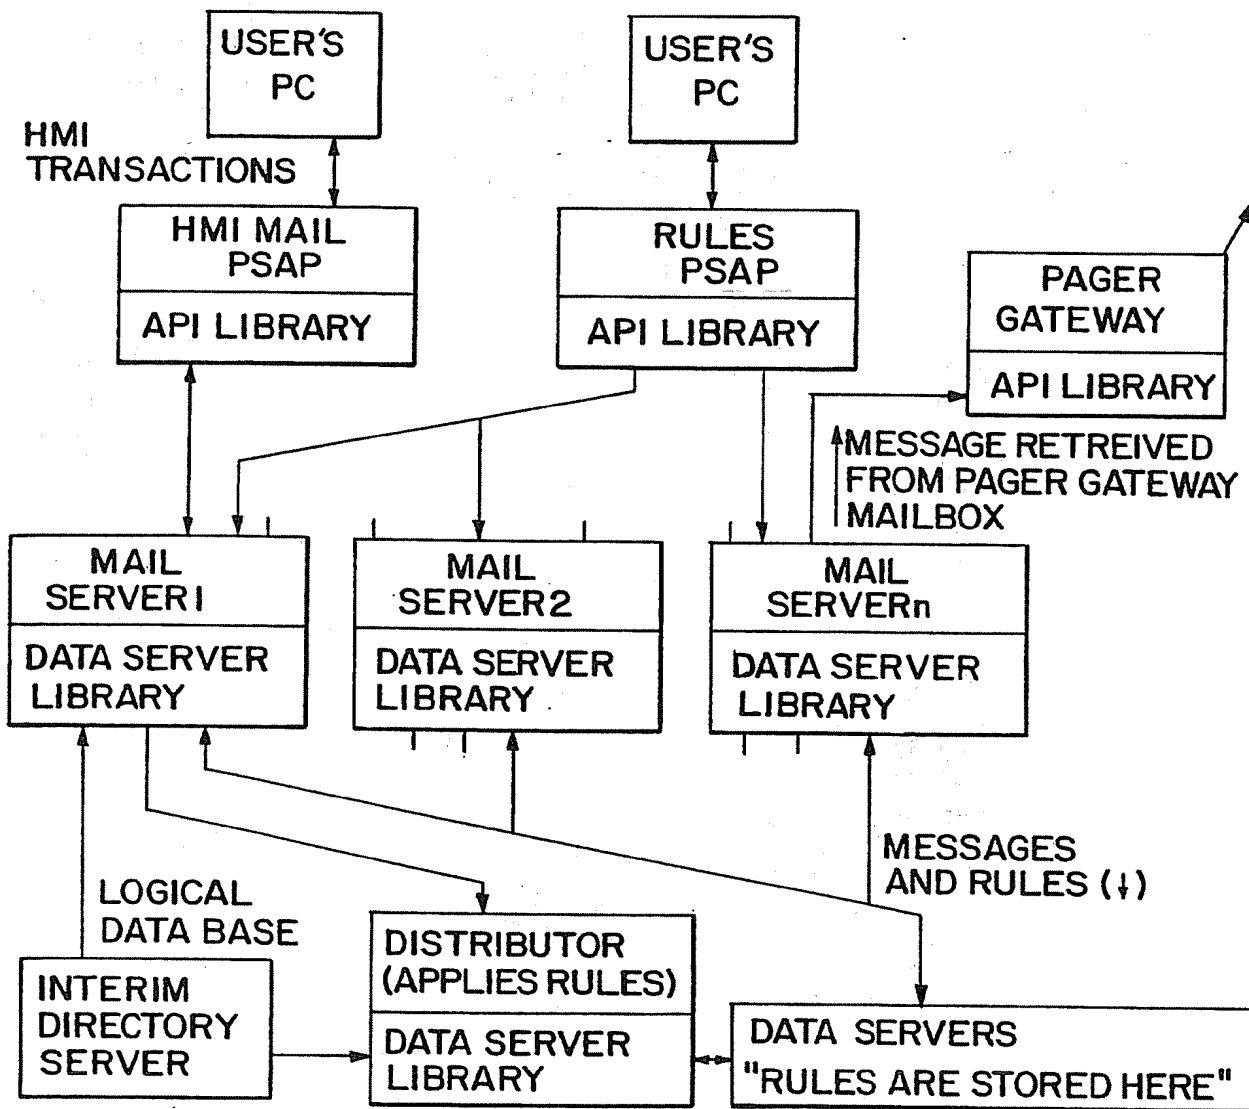 USER'S
PC
USER'S
PC
HMI
TRANSACTIONS
HMI MAIL
PSAP
API LIBRARY
RULES
PSAP
API LIBRARY
PAGER
GATEWAY
API LIBRARY
MESSAGE RETREIVED
FROM PAGER GATEWAY
MAILBOX
MAIL
SERVER1
DATA SERVER
LIBRARY
MAIL
SERVER2
DATA SERVER
LIBRARY
MAIL
SERVERn
DATA SERVER
LIBRARY
MESSAGES
AND RULES (↓)
LOGICAL
DATA BASE
INTERIM
DIRECTORY
SERVER
DISTRIBUTOR
(APPLIES RULES)
DATA SERVER
LIBRARY
DATA SERVERS
"RULES ARE STORED HERE"